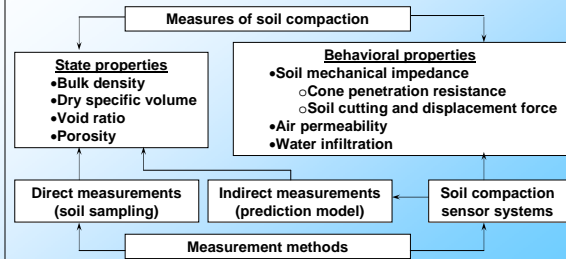 Measures of soil compaction
State properties
•Bulk density
•Dry specific volume
•Void ratio
•Porosity
Behavioral properties
•Soil mechanical impedance
○Cone penetration resistance
○Soil cutting and displacement force
•Air permeability
•Water infiltration
Direct measurements
(soil sampling)
Indirect measurements
(prediction model)
Soil compaction
sensor systems
Measurement methods